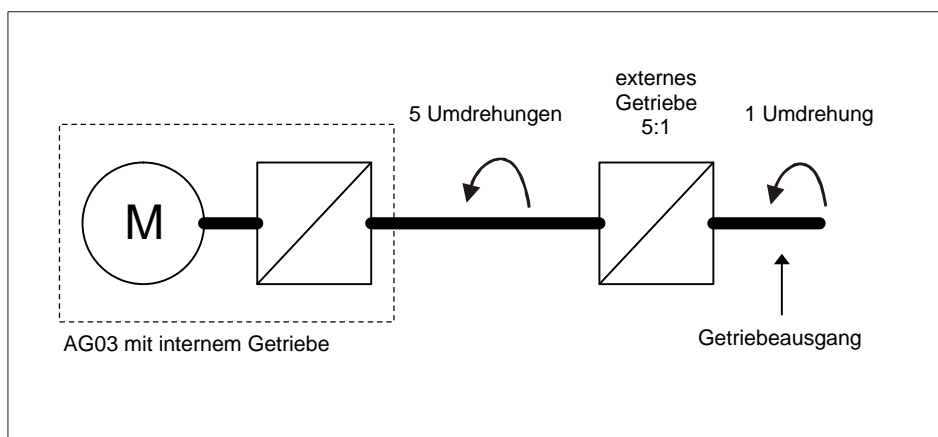 externes
Getriebe
5:1
5 Umdrehungen
1 Umdrehung
M
AG03 mit internem Getriebe
Getriebeausgang